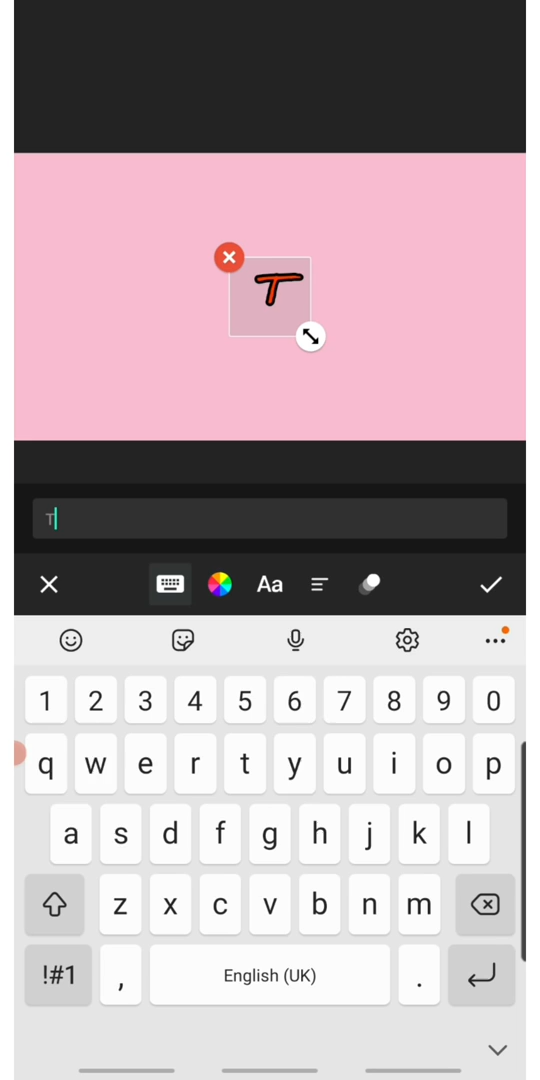 T
T
Aa
1 2 3 4 5 6 7 8 9 0
q w e r t y u i o p
a s d f g h j k l
z x c v b n m
!#1 , English (UK) .